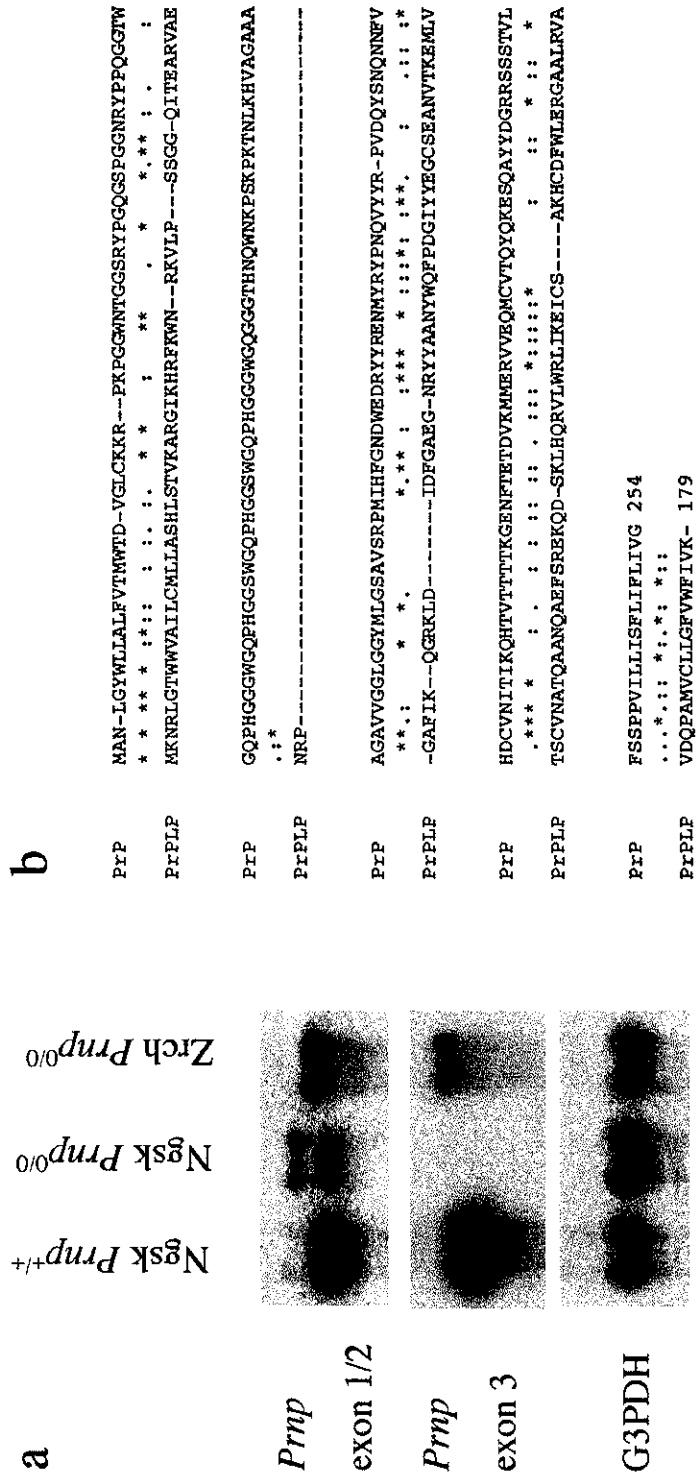 a
Ngsk Prnp+/+
Ngsk Prnp0/0
Zrch Prnp0/0
Prnp
exon 1/2
Prnp
exon 3
G3PDH
b
PrP MAN-LGYWLLALFVTMWTD-VGLCKKR--PKPGGWNTGGSRYPGQGSPGGNRYPPQGGTW
* * ** * :*:: : ::. :. * * : ** . * *.** : . :
PrPLP MKNRLGTWWVAILCMLLASHLSTVKARGIKHRFKWN--RKVLP---SSGG-QITEARVAE
PrP GQPHGGGWGQPHGGSWGQPHGGSWGQPHGGGWGQGGGTHNQWNKPSKPKTNLKHVAGAAA
.:*
PrPLP NRP---------------------------------------------------------
PrP AGAVVGGLGGYMLGSAVSRPMIHFGNDWEDRYYRENMYRYPNQVYYR-PVDQYSNQNNFV
**.: * *. *.** : :*** * :::*: :**. : .:: :*
PrPLP -GAFIK--QGRKLD--------IDFGAEG-NRYYAANYWQFPDGIYYEGCSEANVTKEMLV
PrP HDCVNITIKQHTVTTTTKGENFTETDVKMMERVVEQMCVTQYQKESQAYYDGRRSSSTVL
.*** * : . : :: :: . ::: *::::::* : :: * :: *
PrPLP TSCVNATQAANQAEFSREKQD-SKLHQRVLWRLIKEICS----AKHCDFWLERGAALRVA
PrP FSSPPVILLISFLIFLIVG 254
...*.:: *:.*: *::
PrPLP VDQPAMVCLLGFVWFIVK- 179